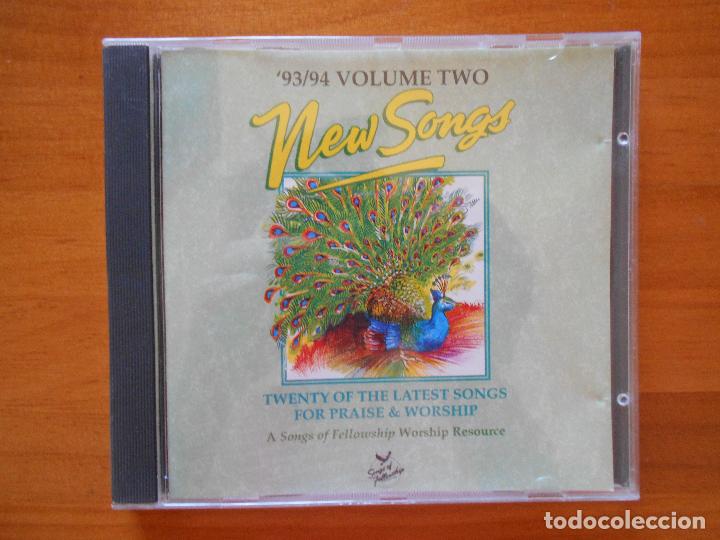 '93/94 VOLUME TWO
New Songs
TWENTY OF THE LATEST SONGS
FOR PRAISE & WORSHIP
A Songs of Fellowship Worship Resource
Songs of
Fellowship
todocoleccion.net